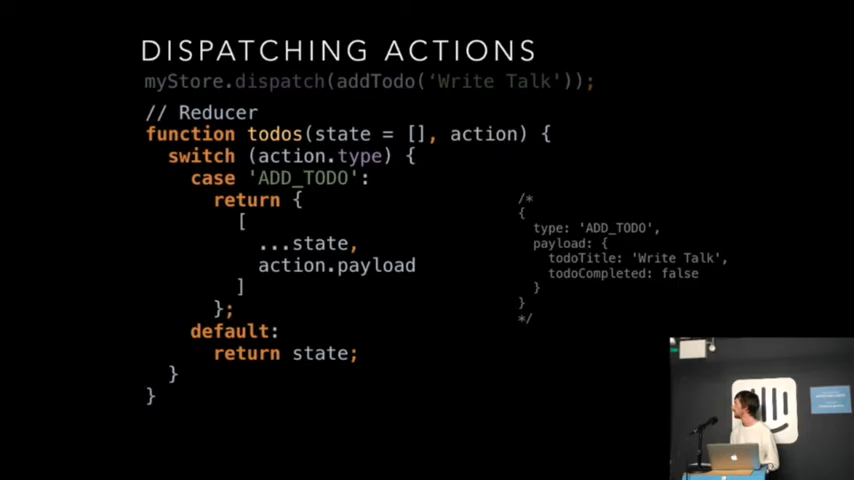 DISPATCHING ACTIONS
myStore.dispatch(addTodo(‘Write Talk'));
// Reducer
function todos(state = [], action) {
switch (action.type) {
case 'ADD_TODO':
return {
[
...state,
action.payload
]
};
default:
return state;
}
}
/*
{
type: 'ADD_TODO',
payload: {
todoTitle: 'Write Talk',
todoCompleted: false
}
}
*/